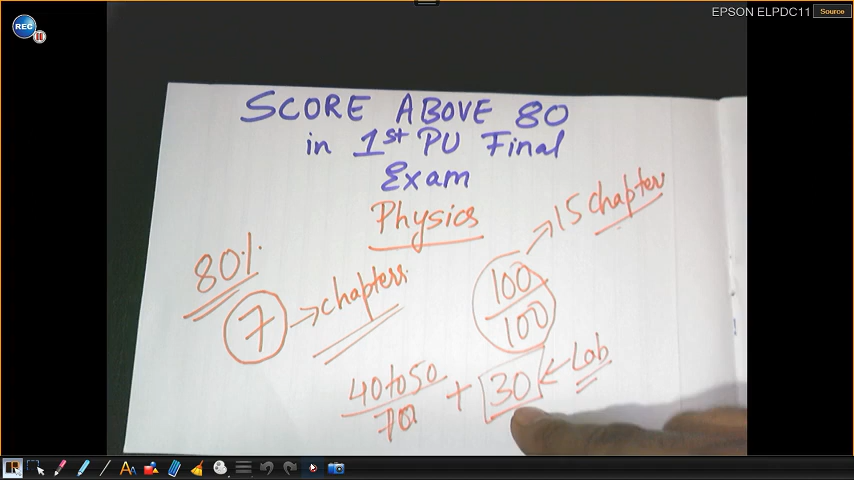 REC
EPSON ELPDC11
Source
SCORE ABOVE 80
in 1st PU Final
Exam
Physics
80%
7 → chapters
100/100
→ 15 chapter
40 to 50
+ 30 ← Lab